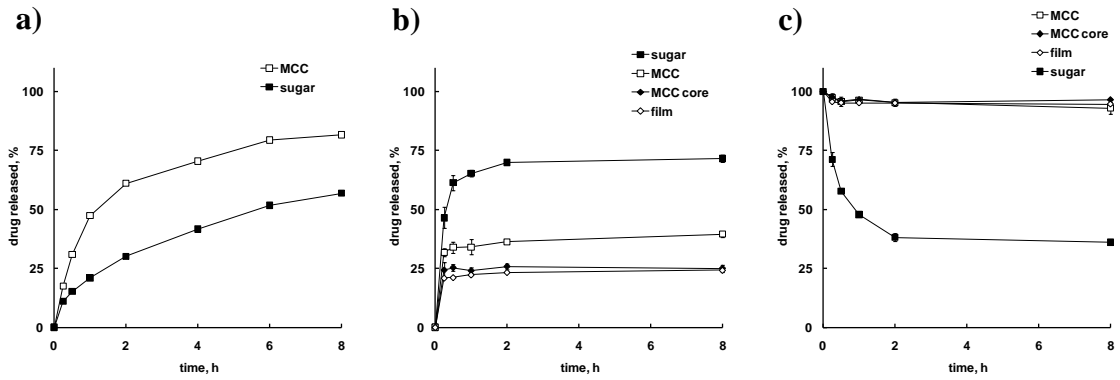 a)
MCC
sugar
100
75
50
25
0
drug released, %
0 2 4 6 8
time, h
b)
sugar
MCC
MCC core
film
100
75
50
25
0
drug released, %
0 2 4 6 8
time, h
c)
MCC
MCC core
film
sugar
100
75
50
25
0
drug released, %
0 2 4 6 8
time, h